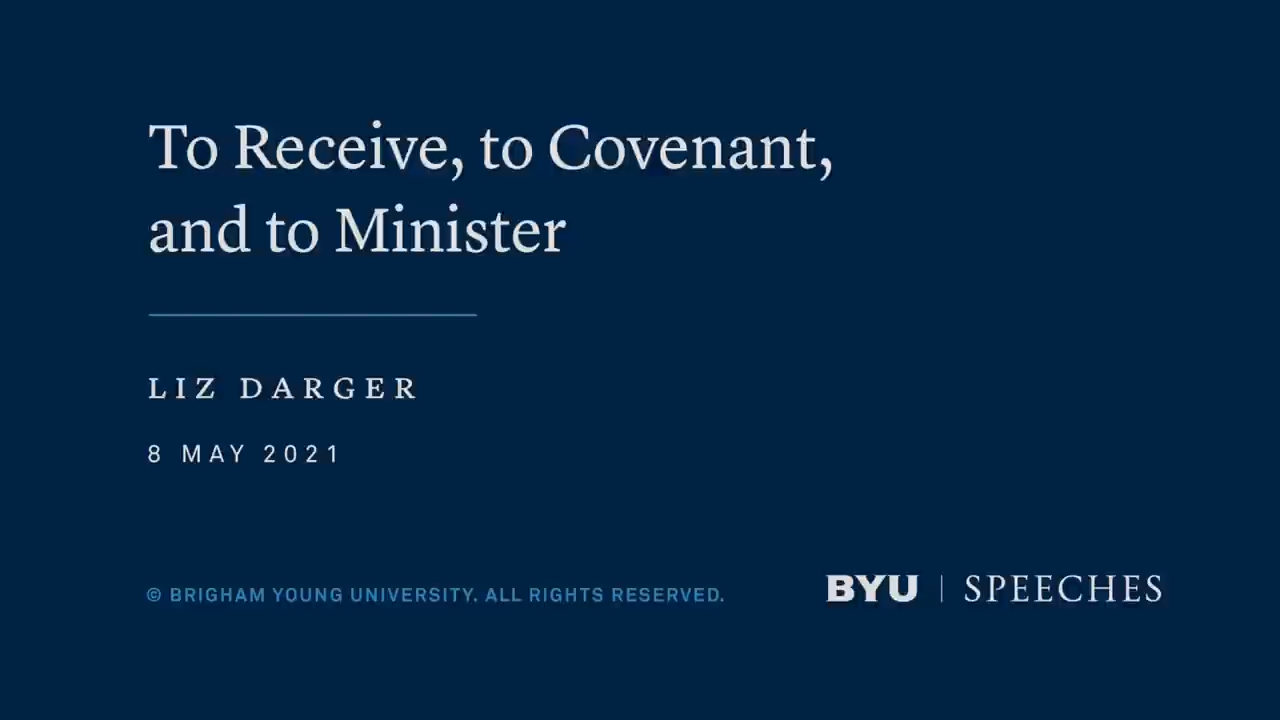 To Receive, to Covenant,
and to Minister
LIZ DARGER
8 MAY 2021
© BRIGHAM YOUNG UNIVERSITY. ALL RIGHTS RESERVED.
BYU | SPEECHES